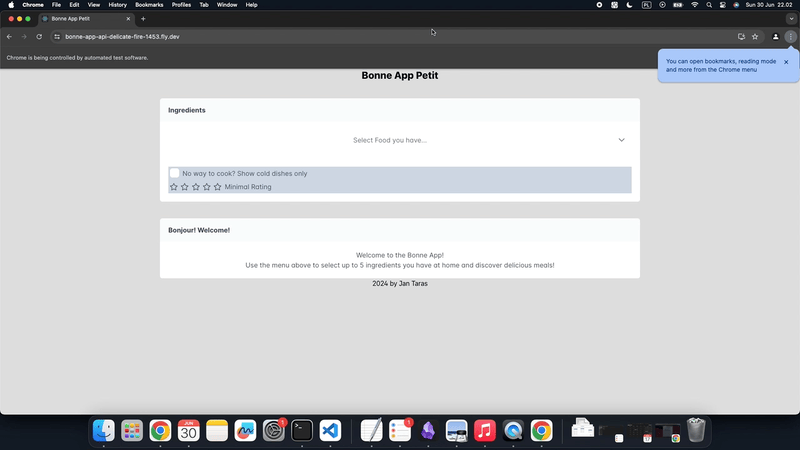 Chrome File Edit View History Bookmarks Profiles Tab Window Help PL Sun 30 Jun 22.02
Bonne App Petit
bonne-app-api-delicate-fire-1453.fly.dev
Chrome is being controlled by automated test software.
You can open bookmarks, reading mode
and more from the Chrome menu
Bonne App Petit
Ingredients
Select Food you have...
No way to cook? Show cold dishes only
Minimal Rating
Bonjour! Welcome!
Welcome to the Bonne App!
Use the menu above to select up to 5 ingredients you have at home and discover delicious meals!
2024 by Jan Taras
JUN
30
1
1